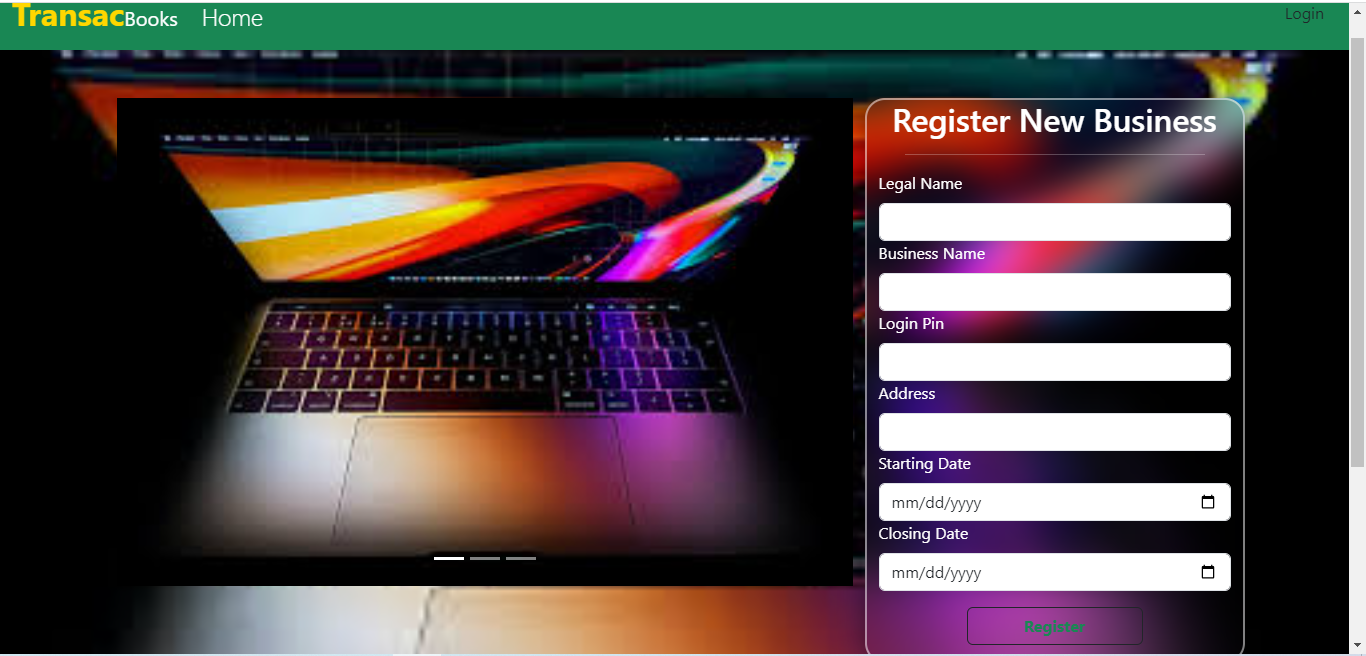 TransacBooks Home Login
Register New Business
Legal Name
Business Name
Login Pin
Address
Starting Date
mm/dd/yyyy
Closing Date
mm/dd/yyyy
Register